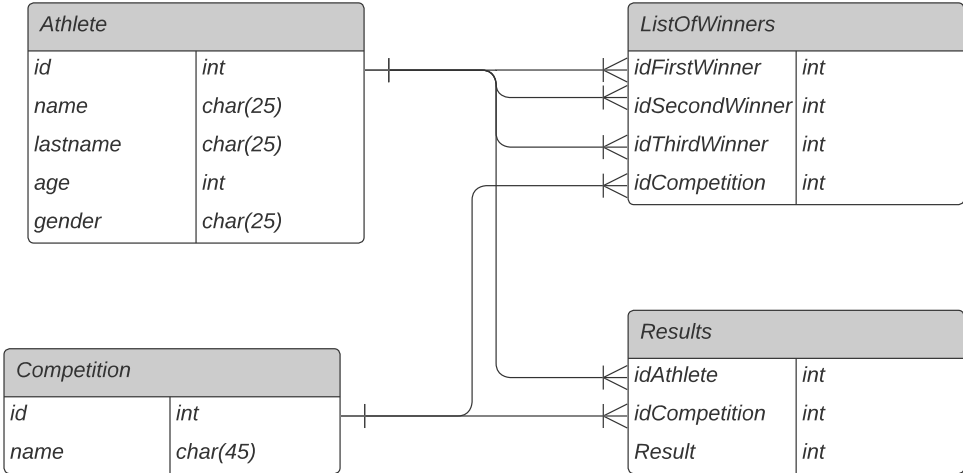 Athlete
id int
name char(25)
lastname char(25)
age int
gender char(25)
ListOfWinners
idFirstWinner int
idSecondWinner int
idThirdWinner int
idCompetition int
Competition
id int
name char(45)
Results
idAthlete int
idCompetition int
Result int